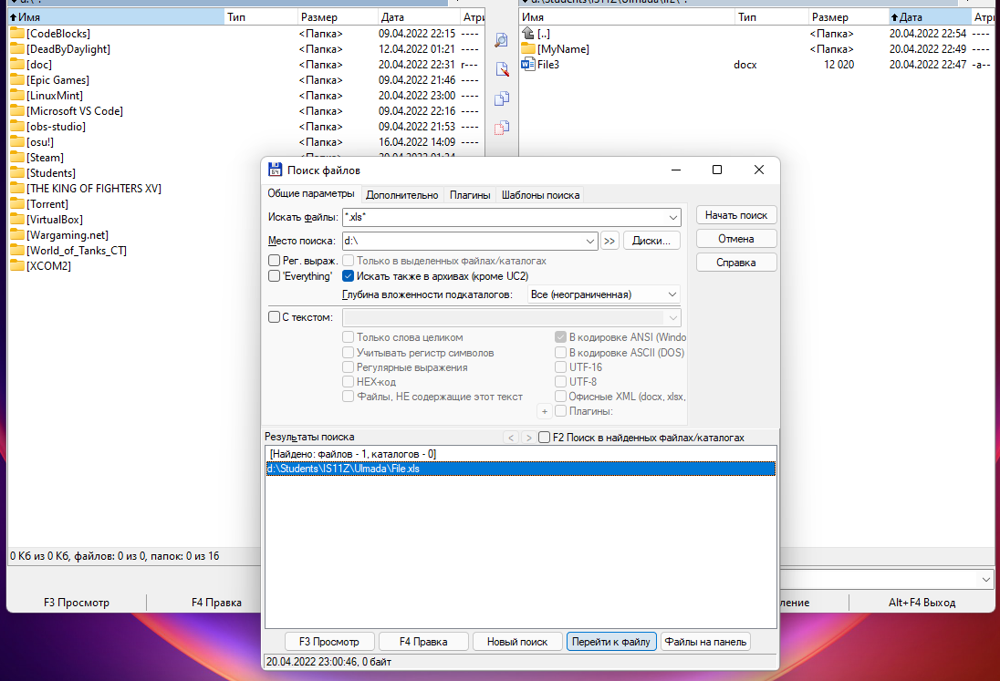 Имя Тип Размер Дата Атри
[CodeBlocks] <Папка> 09.04.2022 22:15 ----
[DeadByDaylight] <Папка> 12.04.2022 01:21 ----
[doc] <Папка> 20.04.2022 22:31 r---
[Epic Games] <Папка> 09.04.2022 21:46 ----
[LinuxMint] <Папка> 20.04.2022 23:00 ----
[Microsoft VS Code] <Папка> 09.04.2022 22:16 ----
[obs-studio] <Папка> 09.04.2022 21:53 ----
[osu!] <Папка> 16.04.2022 14:09 ----
[Steam]
[Students]
[THE KING OF FIGHTERS XV]
[Torrent]
[VirtualBox]
[Wargaming.net]
[World_of_Tanks_CT]
[XCOM2]
0 Кб из 0 Кб, файлов: 0 из 0, папок: 0 из 16
Имя Тип Размер Дата Атри
[..] <Папка> 20.04.2022 22:54 ----
[MyName] <Папка> 20.04.2022 22:49 ----
File3 docx 12 020 20.04.2022 22:47 -a--
Поиск файлов
Общие параметры Дополнительно Плагины Шаблоны поиска
Искать файлы: *.xls* Начать поиск
Место поиска: d:\ >> Диски... Отмена
Рег. выраж. Только в выделенных файлах/каталогах Справка
'Everything' Искать также в архивах (кроме UC2)
Глубина вложенности подкаталогов: Все (неограниченная)
С текстом:
Только слова целиком В кодировке ANSI (Windo
Учитывать регистр символов В кодировке ASCII (DOS)
Регулярные выражения UTF-16
HEX-код UTF-8
Файлы, НЕ содержащие этот текст Офисные XML (docx, xlsx,
+ Плагины:
Результаты поиска < > F2 Поиск в найденных файлах/каталогах
[Найдено: файлов - 1, каталогов - 0]
d:\Students\IS11Z\Ulmada\File.xls
F3 Просмотр F4 Правка Новый поиск Перейти к файлу Файлы на панель
20.04.2022 23:00:46, 0 байт
F3 Просмотр F4 Правка ление Alt+F4 Выход